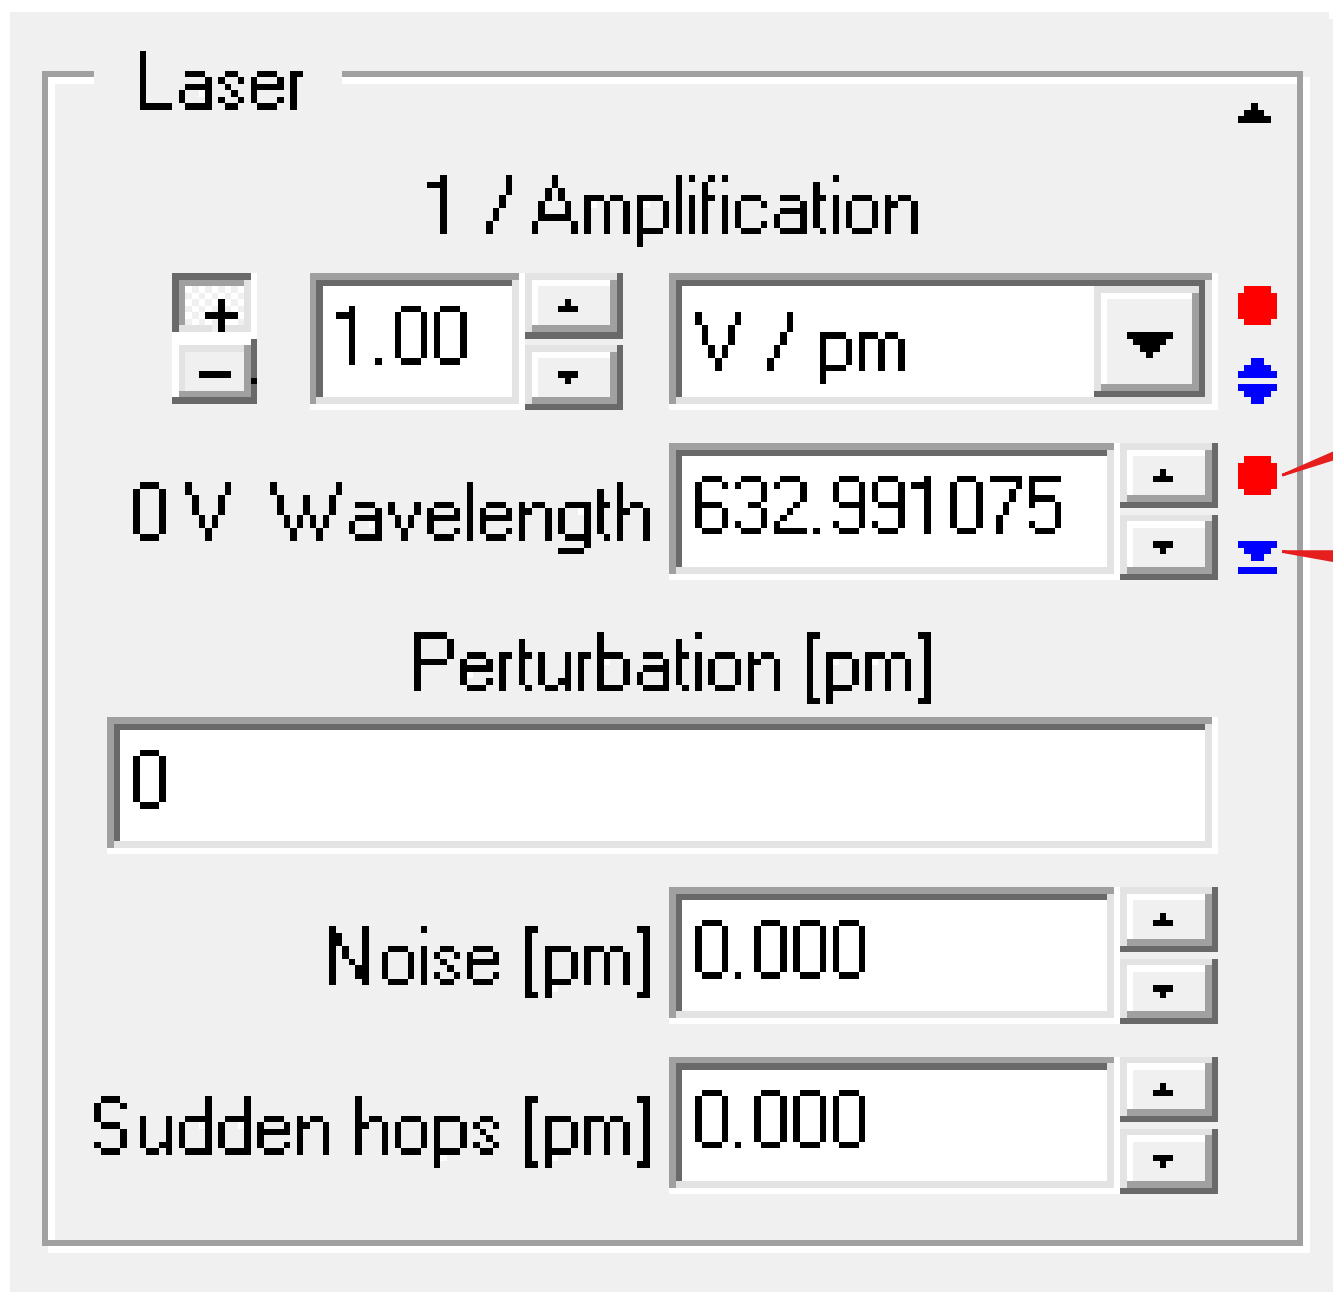 Laser
1 / Amplification
+ 1.00 V / pm
−
0 V Wavelength 632.991075
Perturbation [pm]
0
Noise [pm] 0.000
Sudden hops [pm] 0.000